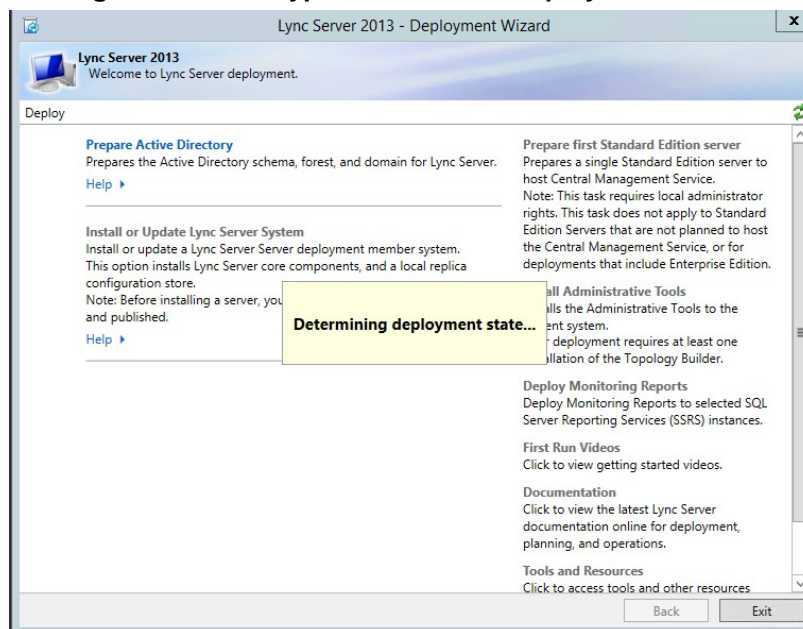 Lync Server 2013 - Deployment Wizard
x
Lync Server 2013
Welcome to Lync Server deployment.
Deploy
Prepare Active Directory
Prepares the Active Directory schema, forest, and domain for Lync Server.
Help
Install or Update Lync Server System
Install or update a Lync Server Server deployment member system.
This option installs Lync Server core components, and a local replica
configuration store.
Note: Before installing a server, you
and published.
Help
Determining deployment state...
Prepare first Standard Edition server
Prepares a single Standard Edition server to
host Central Management Service.
Note: This task requires local administrator
rights. This task does not apply to Standard
Edition Servers that are not planned to host
the Central Management Service, or for
deployments that include Enterprise Edition.
all Administrative Tools
lls the Administrative Tools to the
ent system.
deployment requires at least one
llation of the Topology Builder.
Deploy Monitoring Reports
Deploy Monitoring Reports to selected SQL
Server Reporting Services (SSRS) instances.
First Run Videos
Click to view getting started videos.
Documentation
Click to view the latest Lync Server
documentation online for deployment,
planning, and operations.
Tools and Resources
Click to access tools and other resources
Back
Exit